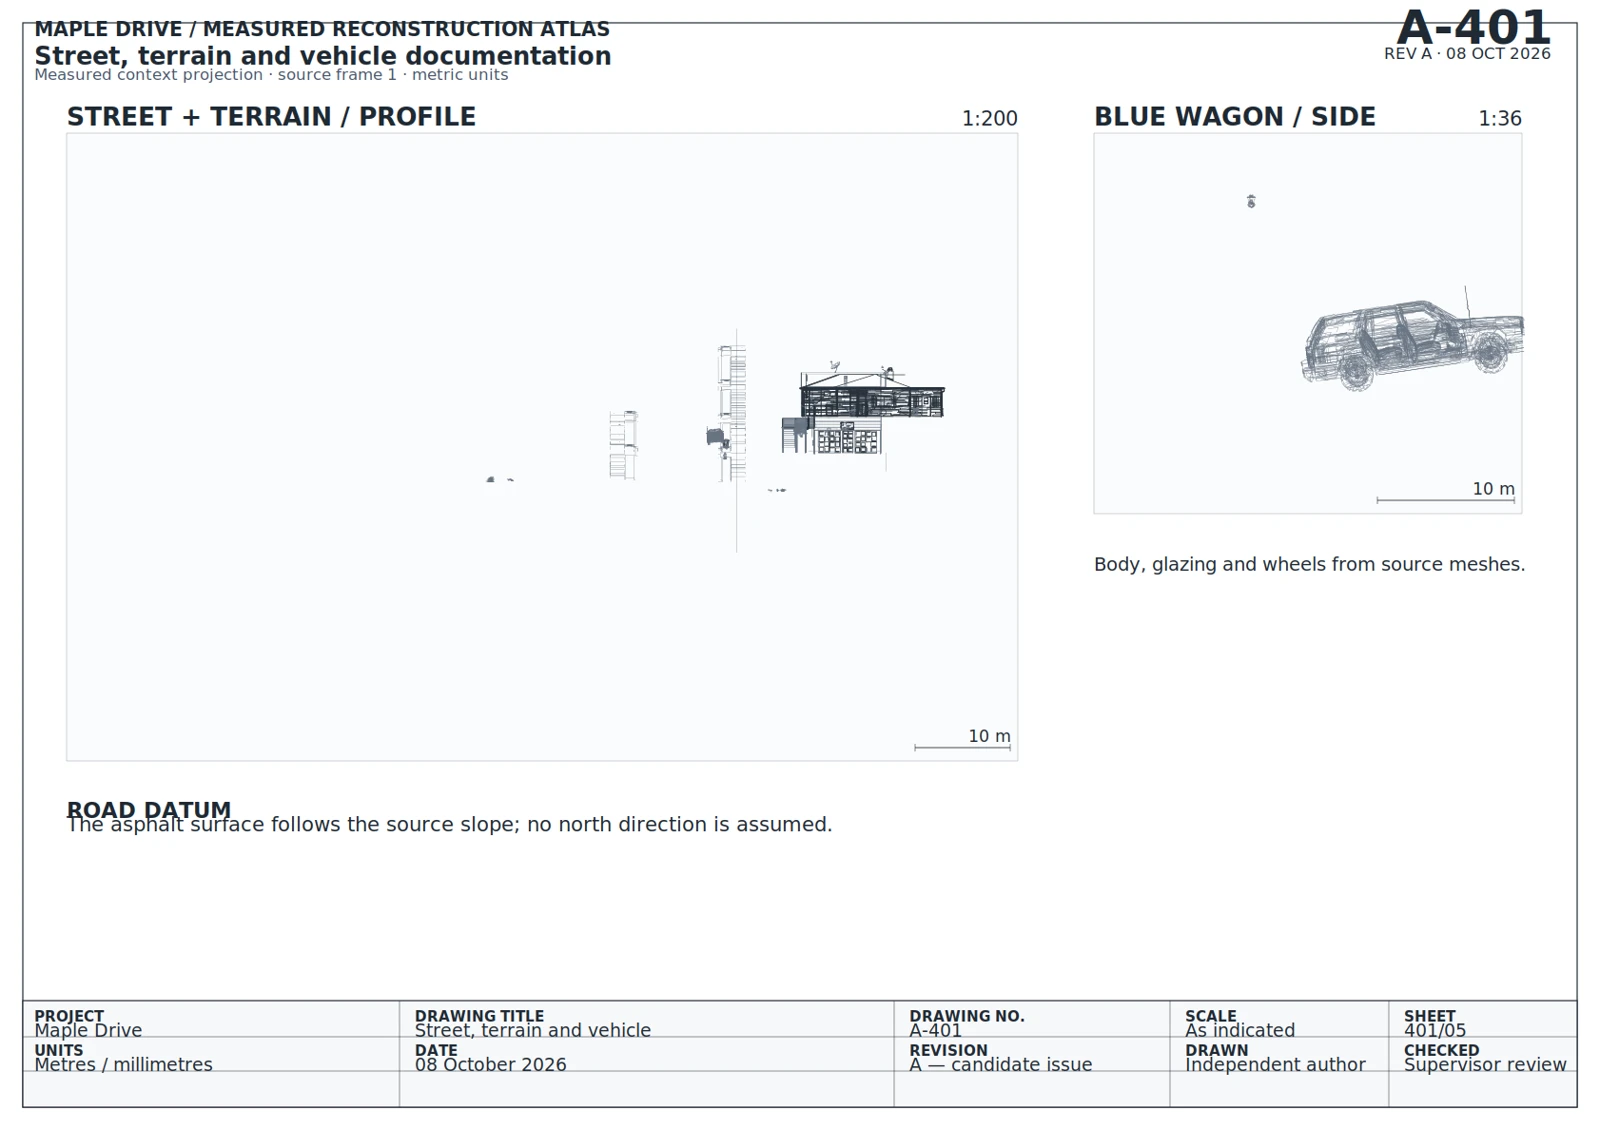 MAPLE DRIVE / MEASURED RECONSTRUCTION ATLAS
Street, terrain and vehicle documentation
Measured context projection · source frame 1 · metric units
A-401
REV A · 08 OCT 2026
STREET + TERRAIN / PROFILE
1:200
10 m
BLUE WAGON / SIDE
1:36
10 m
Body, glazing and wheels from source meshes.
ROAD DATUM
The asphalt surface follows the source slope; no north direction is assumed.
PROJECT
Maple Drive
DRAWING TITLE
Street, terrain and vehicle
DRAWING NO.
A-401
SCALE
As indicated
SHEET
401/05
UNITS
Metres / millimetres
DATE
08 October 2026
REVISION
A — candidate issue
DRAWN
Independent author
CHECKED
Supervisor review